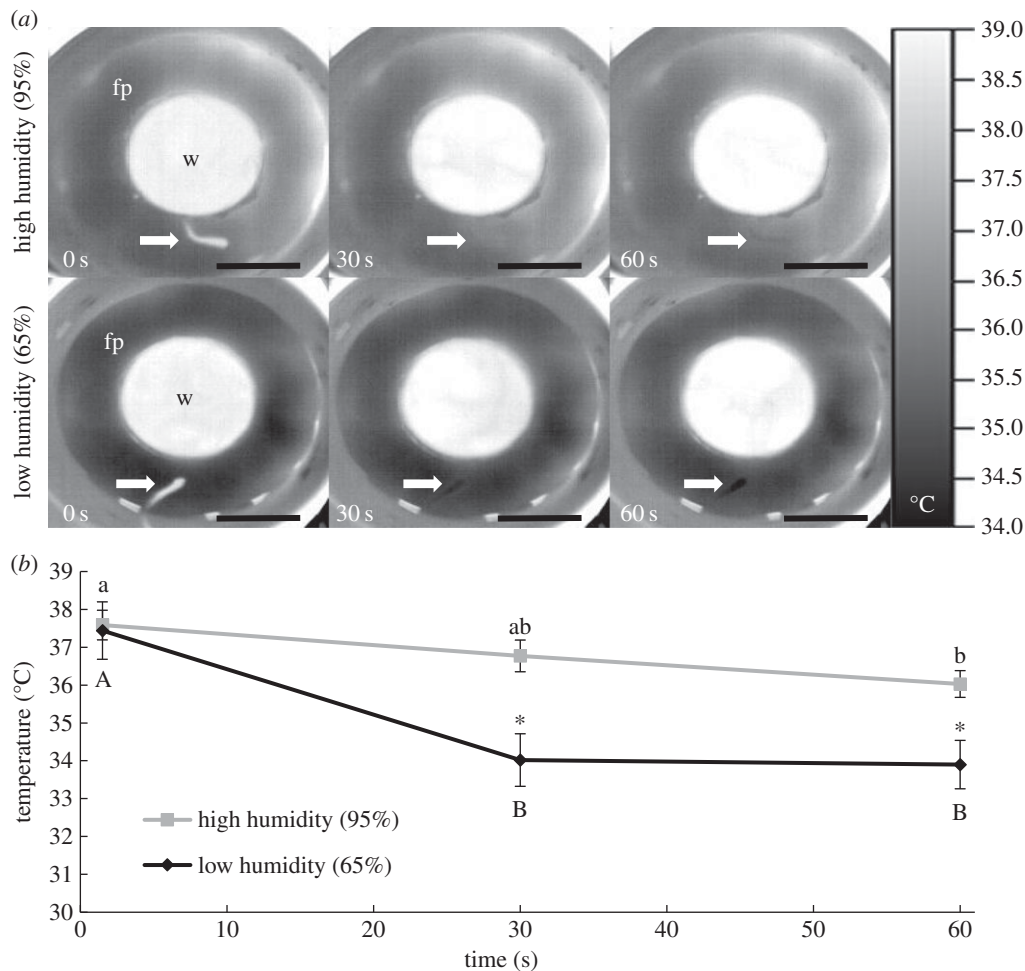 (a)
high humidity (95%)
fp
w
0 s
30 s
60 s
low humidity (65%)
fp
w
0 s
30 s
60 s
39.0
38.5
38.0
37.5
37.0
36.5
36.0
35.5
35.0
34.5
34.0
°C
(b)
temperature (°C)
39
38
37
36
35
34
33
32
31
30
a
A
ab
*
B
b
*
B
high humidity (95%)
low humidity (65%)
0 10 20 30 40 50 60
time (s)